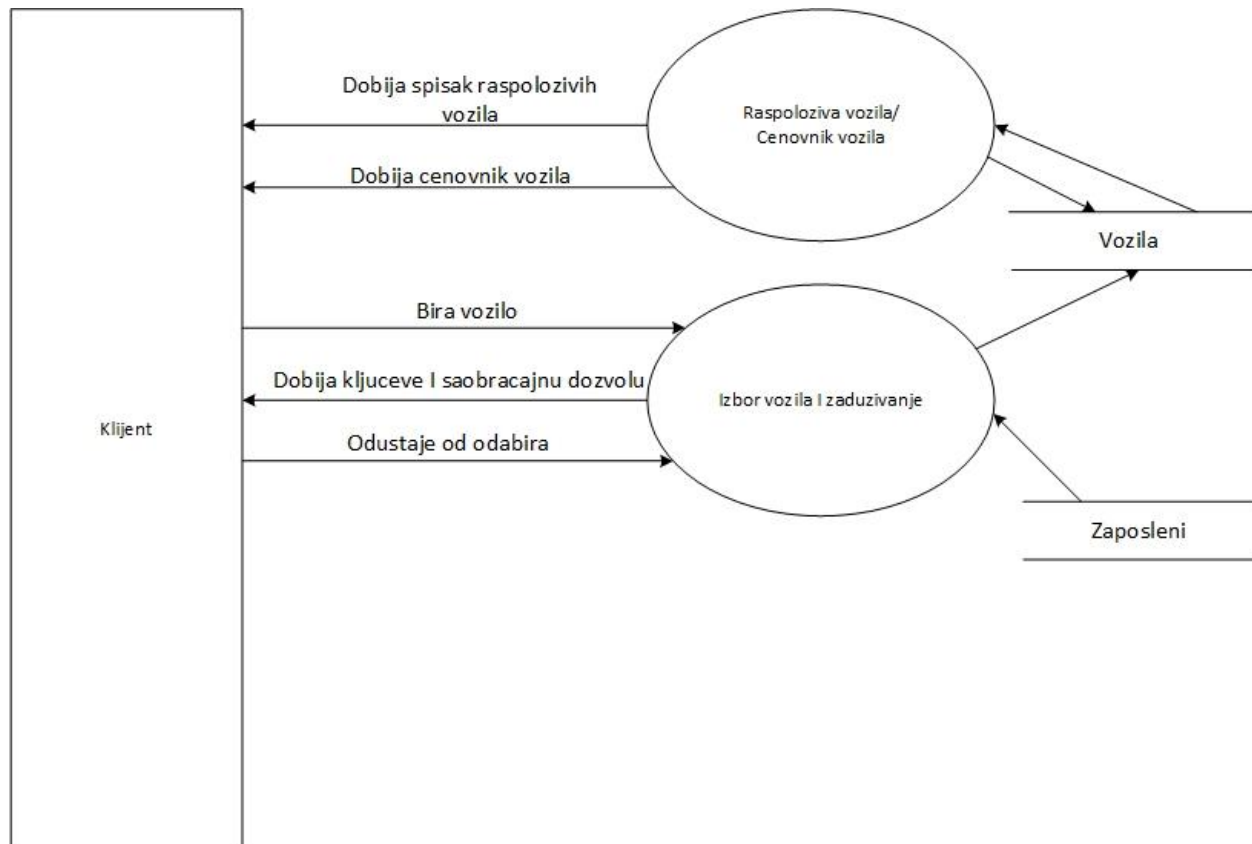 Dobija spisak raspolozivih
vozila
Raspoloziva vozila/
Cenovnik vozila
Dobija cenovnik vozila
Vozila
Bira vozilo
Dobija kljuceve I saobracajnu dozvolu
Izbor vozila I zaduzivanje
Klijent
Odustaje od odabira
Zaposleni